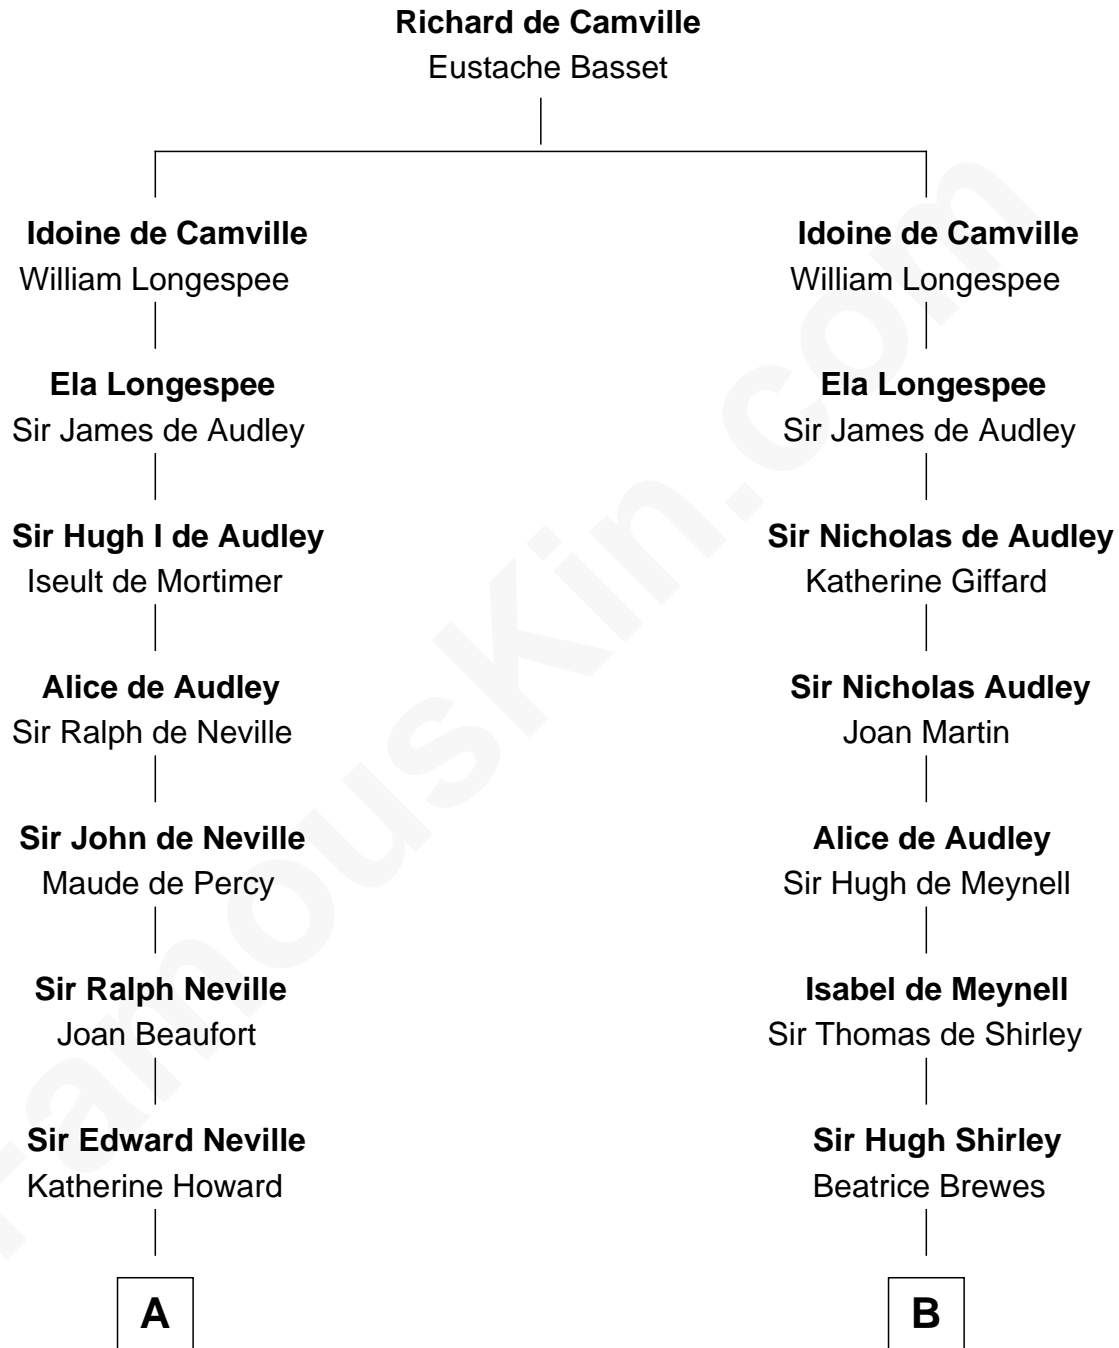 Richard de Camville
Eustache Basset
Idoine de Camville
William Longespee
Ela Longespee
Sir James de Audley
Sir Hugh I de Audley
Iseult de Mortimer
Alice de Audley
Sir Ralph de Neville
Sir John de Neville
Maude de Percy
Sir Ralph Neville
Joan Beaufort
Sir Edward Neville
Katherine Howard
A
Idoine de Camville
William Longespee
Ela Longespee
Sir James de Audley
Sir Nicholas de Audley
Katherine Giffard
Sir Nicholas Audley
Joan Martin
Alice de Audley
Sir Hugh de Meynell
Isabel de Meynell
Sir Thomas de Shirley
Sir Hugh Shirley
Beatrice Brewes
B
FamousKin.com